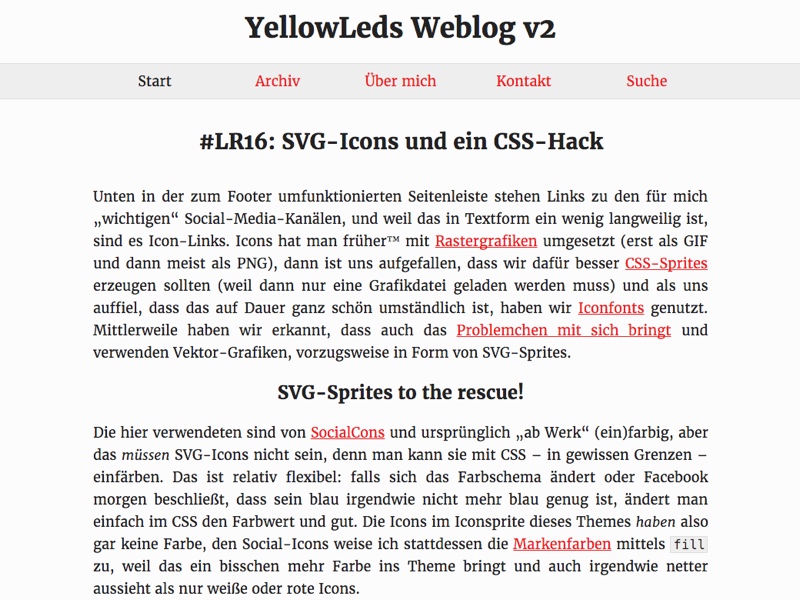 YellowLeds Weblog v2
Start Archiv Über mich Kontakt Suche
#LR16: SVG-Icons und ein CSS-Hack
Unten in der zum Footer umfunktionierten Seitenleiste stehen Links zu den für mich
„wichtigen“ Social-Media-Kanälen, und weil das in Textform ein wenig langweilig ist,
sind es Icon-Links. Icons hat man früher™ mit Rastergrafiken umgesetzt (erst als GIF
und dann meist als PNG), dann ist uns aufgefallen, dass wir dafür besser CSS-Sprites
erzeugen sollten (weil dann nur eine Grafikdatei geladen werden muss) und als uns
auffiel, dass das auf Dauer ganz schön umständlich ist, haben wir Iconfonts genutzt.
Mittlerweile haben wir erkannt, dass auch das Problemchen mit sich bringt und
verwenden Vektor-Grafiken, vorzugsweise in Form von SVG-Sprites.
SVG-Sprites to the rescue!
Die hier verwendeten sind von SocialCons und ursprünglich „ab Werk“ (ein)farbig, aber
das müssen SVG-Icons nicht sein, denn man kann sie mit CSS – in gewissen Grenzen –
einfärben. Das ist relativ flexibel: falls sich das Farbschema ändert oder Facebook
morgen beschließt, dass sein blau irgendwie nicht mehr blau genug ist, ändert man
einfach im CSS den Farbwert und gut. Die Icons im Iconsprite dieses Themes haben also
gar keine Farbe, den Social-Icons weise ich stattdessen die Markenfarben mittels fill
zu, weil das ein bisschen mehr Farbe ins Theme bringt und auch irgendwie netter
aussieht als nur weiße oder rote Icons.